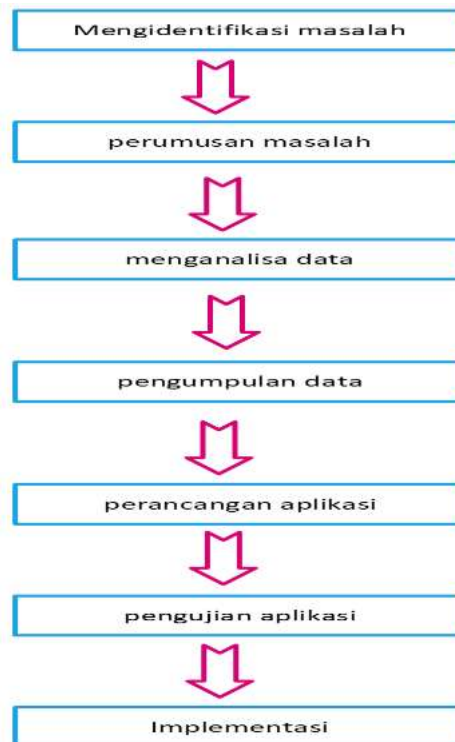 Mengidentifikasi masalah
perumusan masalah
menganalisa data
pengumpulan data
perancangan aplikasi
pengujian aplikasi
Implementasi